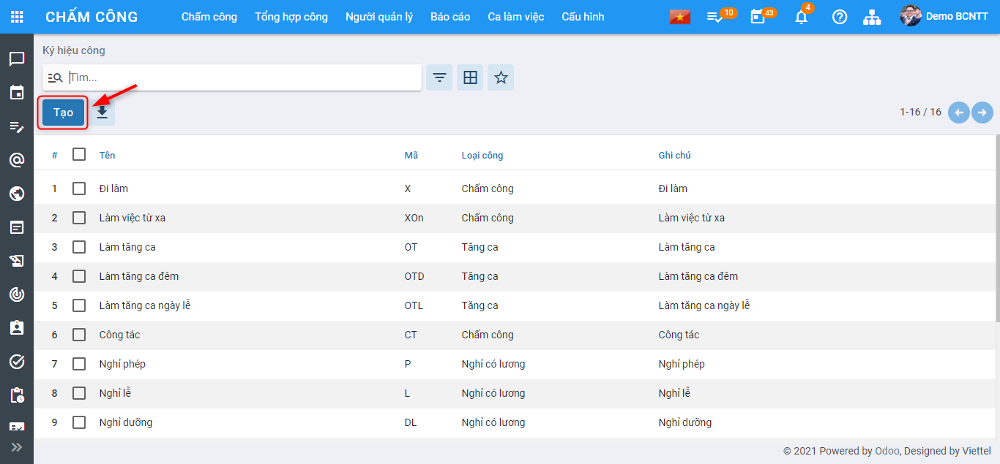 CHẤM CÔNG Chấm công Tổng hợp công Người quản lý Báo cáo Ca làm việc Cấu hình 10 43 4 Demo BCNTT
Ký hiệu công
Tìm...
Tạo 1-16 / 16
# Tên Mã Loại công Ghi chú
1 Đi làm X Chấm công Đi làm
2 Làm việc từ xa XOn Chấm công Làm việc từ xa
3 Làm tăng ca OT Tăng ca Làm tăng ca
4 Làm tăng ca đêm OTD Tăng ca Làm tăng ca đêm
5 Làm tăng ca ngày lễ OTL Tăng ca Làm tăng ca ngày lễ
6 Công tác CT Chấm công Công tác
7 Nghỉ phép P Nghỉ có lương Nghỉ phép
8 Nghỉ lễ L Nghỉ có lương Nghỉ lễ
9 Nghỉ dưỡng DL Nghỉ có lương Nghỉ dưỡng
© 2021 Powered by Odoo, Designed by Viettel